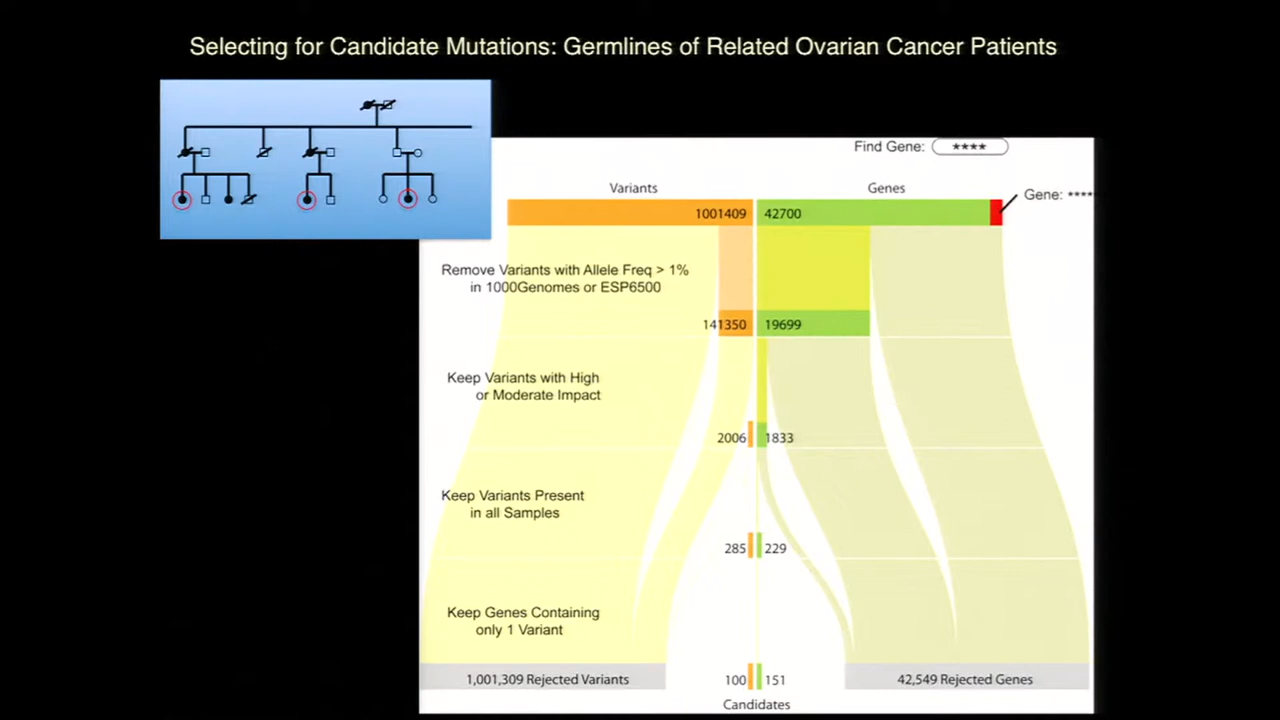 Selecting for Candidate Mutations: Germlines of Related Ovarian Cancer Patients
Find Gene: ****
Variants
Genes
Gene: ****
1001409
42700
Remove Variants with Allele Freq > 1%
in 1000Genomes or ESP6500
141350
19699
Keep Variants with High
or Moderate Impact
2006
1833
Keep Variants Present
in all Samples
285
229
Keep Genes Containing
only 1 Variant
1,001,309 Rejected Variants
100
151
42,549 Rejected Genes
Candidates